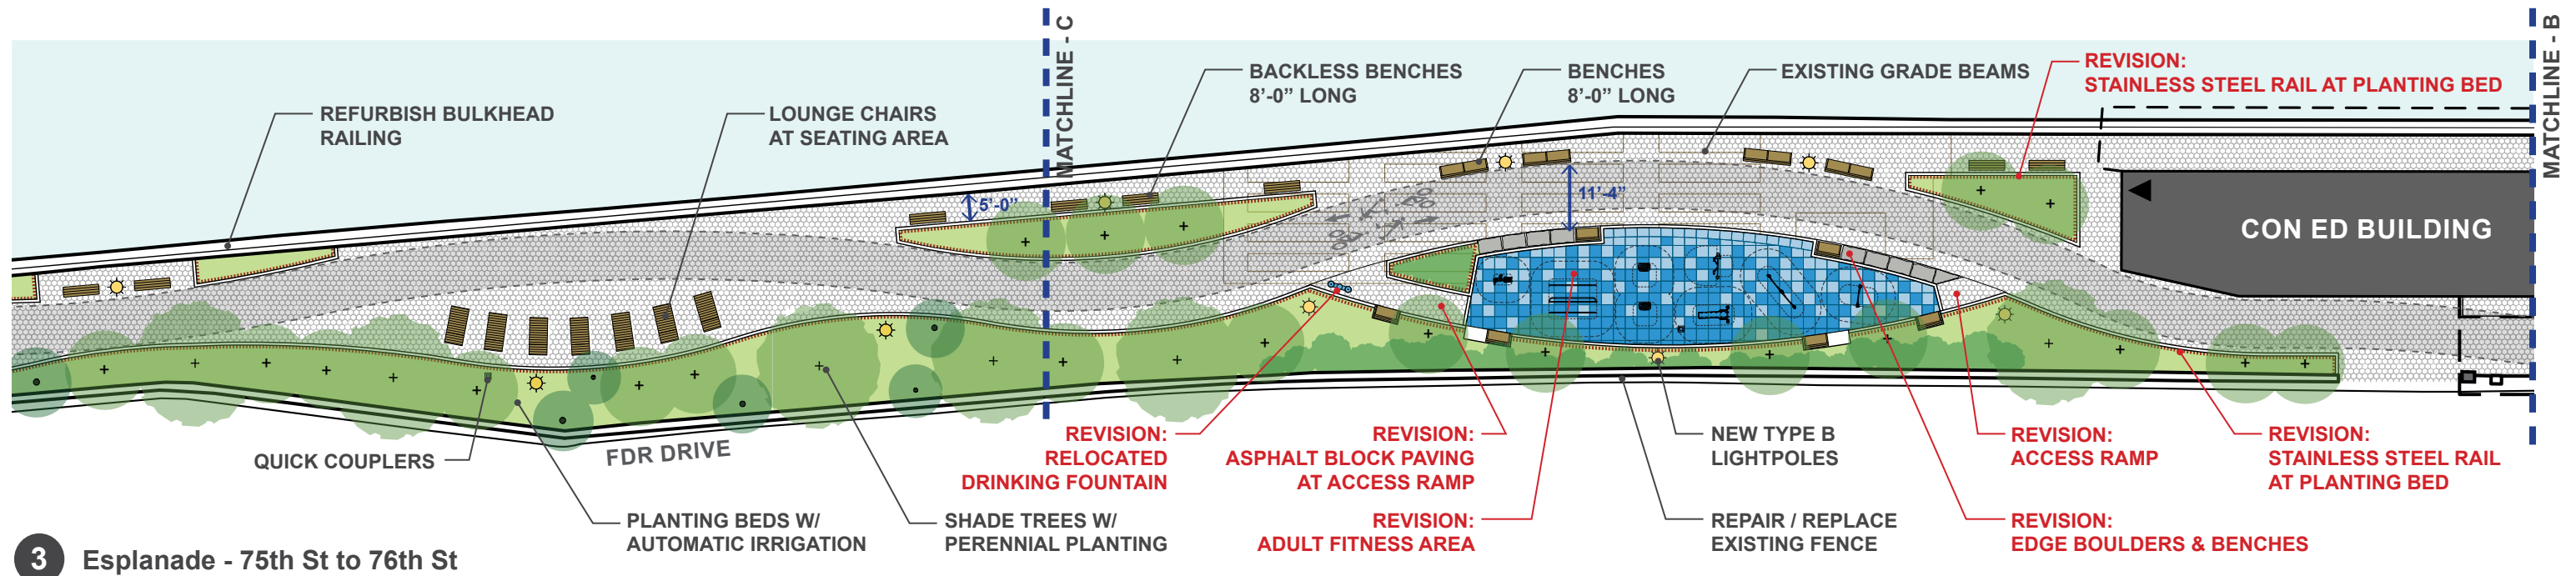 MATCHLINE - C
MATCHLINE - B
BACKLESS BENCHES
8’-0” LONG
BENCHES
8’-0” LONG
EXISTING GRADE BEAMS
REVISION:
STAINLESS STEEL RAIL AT PLANTING BED
REFURBISH BULKHEAD
RAILING
LOUNGE CHAIRS
AT SEATING AREA
5’-0”
11’-4”
CON ED BUILDING
QUICK COUPLERS
FDR DRIVE
REVISION:
RELOCATED
DRINKING FOUNTAIN
REVISION:
ASPHALT BLOCK PAVING
AT ACCESS RAMP
NEW TYPE B
LIGHTPOLES
REVISION:
ACCESS RAMP
REVISION:
STAINLESS STEEL RAIL
AT PLANTING BED
PLANTING BEDS W/
AUTOMATIC IRRIGATION
SHADE TREES W/
PERENNIAL PLANTING
REVISION:
ADULT FITNESS AREA
REPAIR / REPLACE
EXISTING FENCE
REVISION:
EDGE BOULDERS & BENCHES
3 Esplanade - 75th St to 76th St